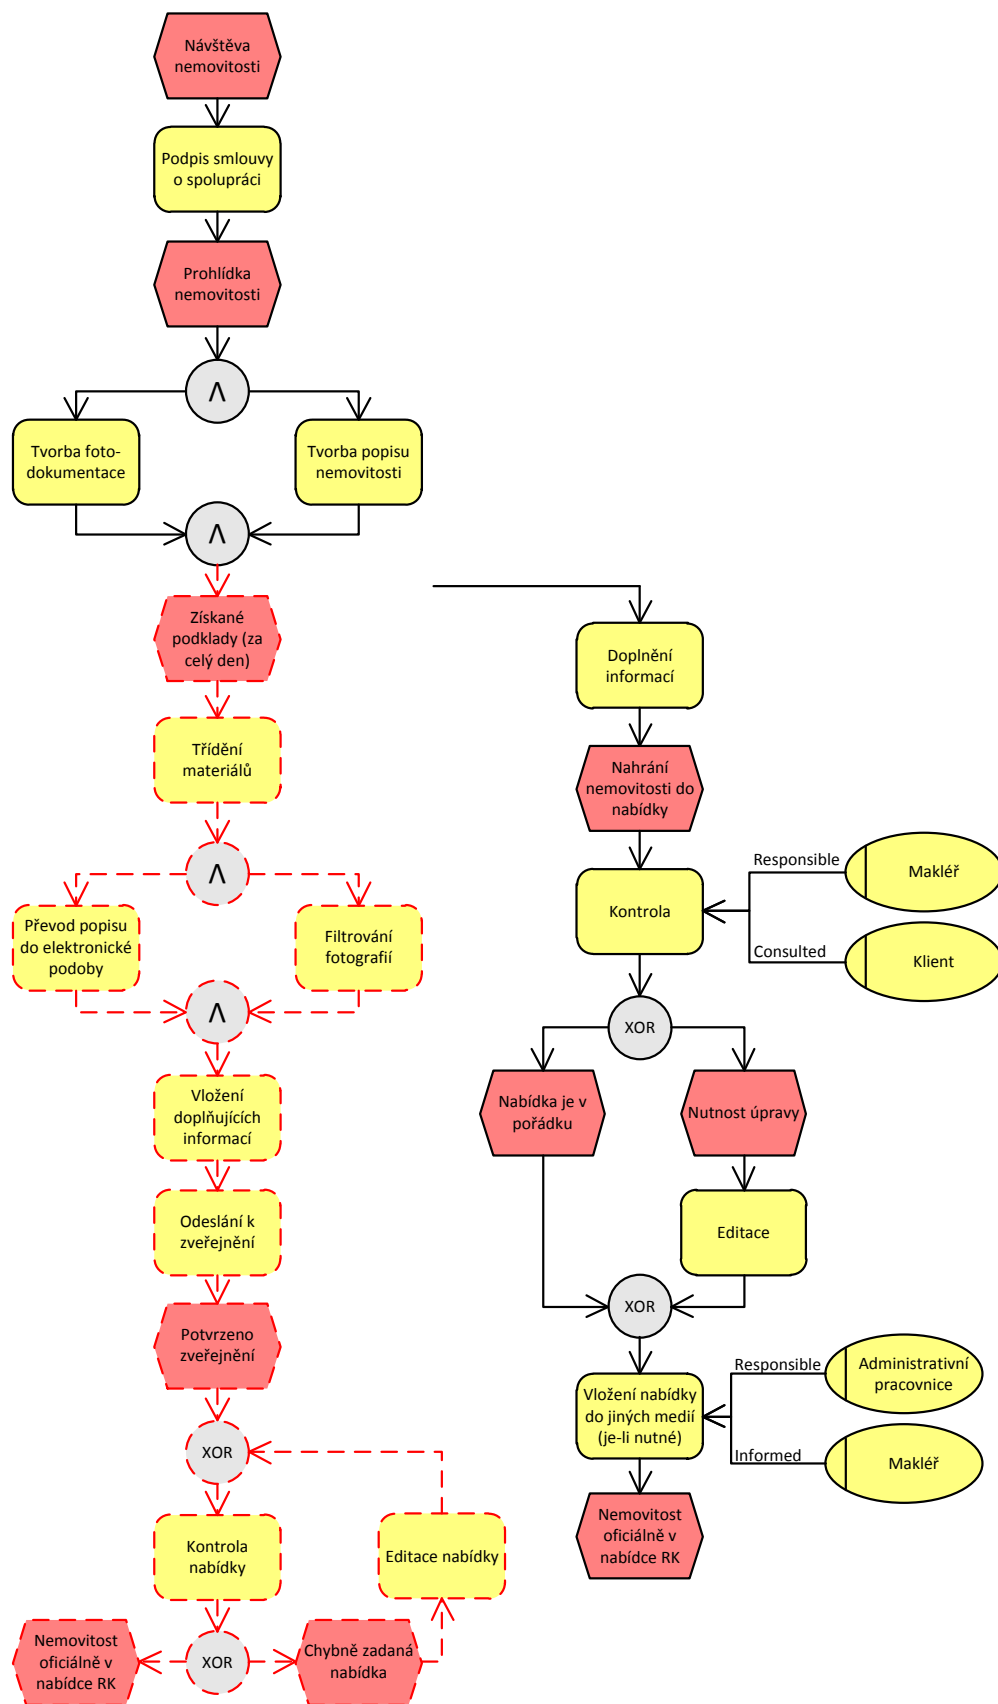 Návštěva
nemovitosti
Podpis smlouvy
o spolupráci
Prohlídka
nemovitosti
Λ
Tvorba foto-
dokumentace
Tvorba popisu
nemovitosti
Λ
Získané
podklady (za
celý den)
Třídění
materiálů
Λ
Převod popisu
do elektronické
podoby
Filtrování
fotografií
Λ
Vložení
doplňujících
informací
Odeslání k
zveřejnění
Potvrzeno
zveřejnění
XOR
Kontrola
nabídky
Editace nabídky
XOR
Nemovitost
oficiálně v
nabídce RK
Chybně zadaná
nabídka
Doplnění
informací
Nahrání
nemovitosti do
nabídky
Kontrola
Responsible
Makléř
Consulted
Klient
XOR
Nabídka je v
pořádku
Nutnost úpravy
Editace
XOR
Vložení nabídky
do jiných medií
(je-li nutné)
Responsible
Administrativní
pracovnice
Informed
Makléř
Nemovitost
oficiálně v
nabídce RK